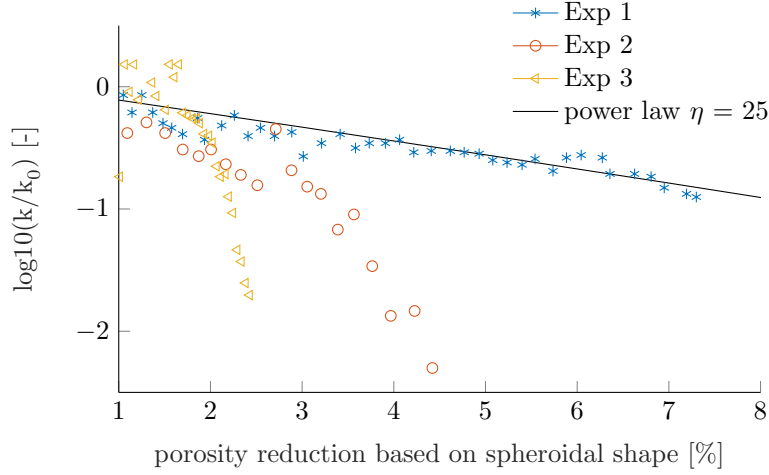 Exp 1
Exp 2
Exp 3
power law η = 25
0
−1
−2
log10(k/k₀) [-]
1 2 3 4 5 6 7 8
porosity reduction based on spheroidal shape [%]